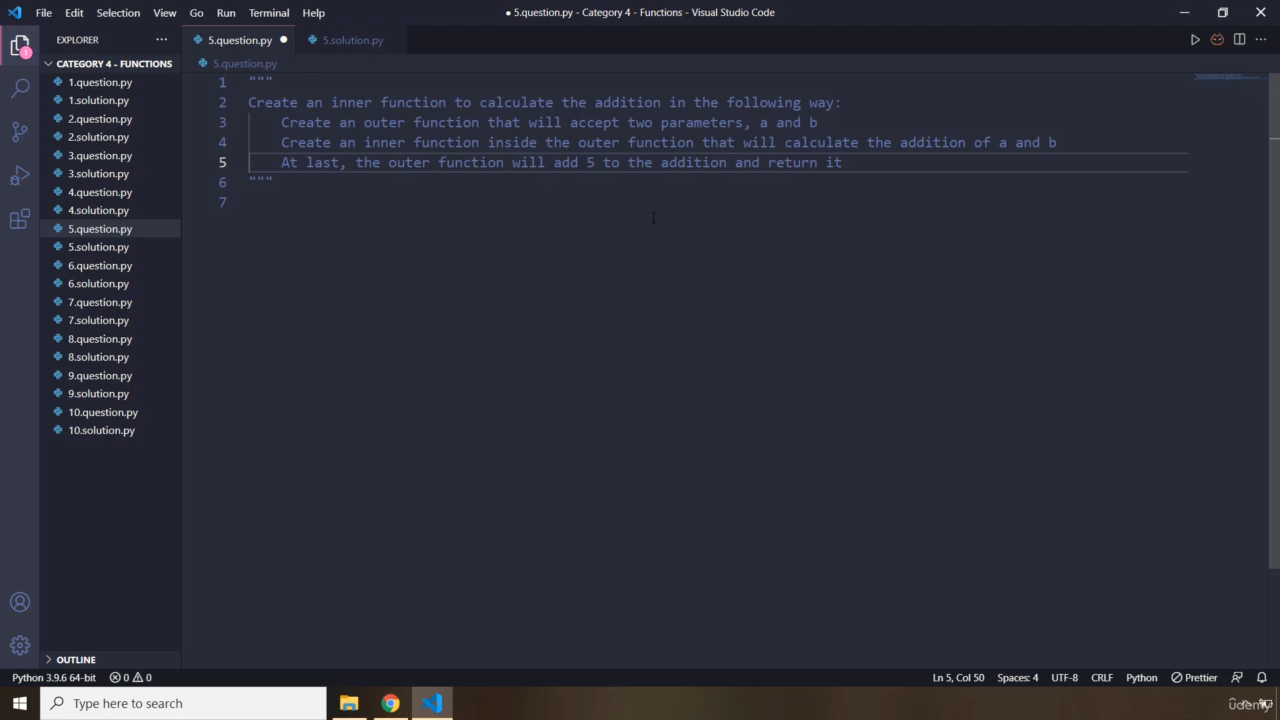 File Edit Selection View Go Run Terminal Help
● 5.question.py - Category 4 - Functions - Visual Studio Code
EXPLORER
5.question.py
5.solution.py
CATEGORY 4 - FUNCTIONS
1.question.py
1.solution.py
2.question.py
2.solution.py
3.question.py
3.solution.py
4.question.py
4.solution.py
5.question.py
5.solution.py
6.question.py
6.solution.py
7.question.py
7.solution.py
8.question.py
8.solution.py
9.question.py
9.solution.py
10.question.py
10.solution.py
OUTLINE
5.question.py
1 """
2 Create an inner function to calculate the addition in the following way:
3 Create an outer function that will accept two parameters, a and b
4 Create an inner function inside the outer function that will calculate the addition of a and b
5 At last, the outer function will add 5 to the addition and return it
6 """
7
1
Python 3.9.6 64-bit 0 0
Ln 5, Col 50 Spaces: 4 UTF-8 CRLF Python Prettier
Type here to search
udemy